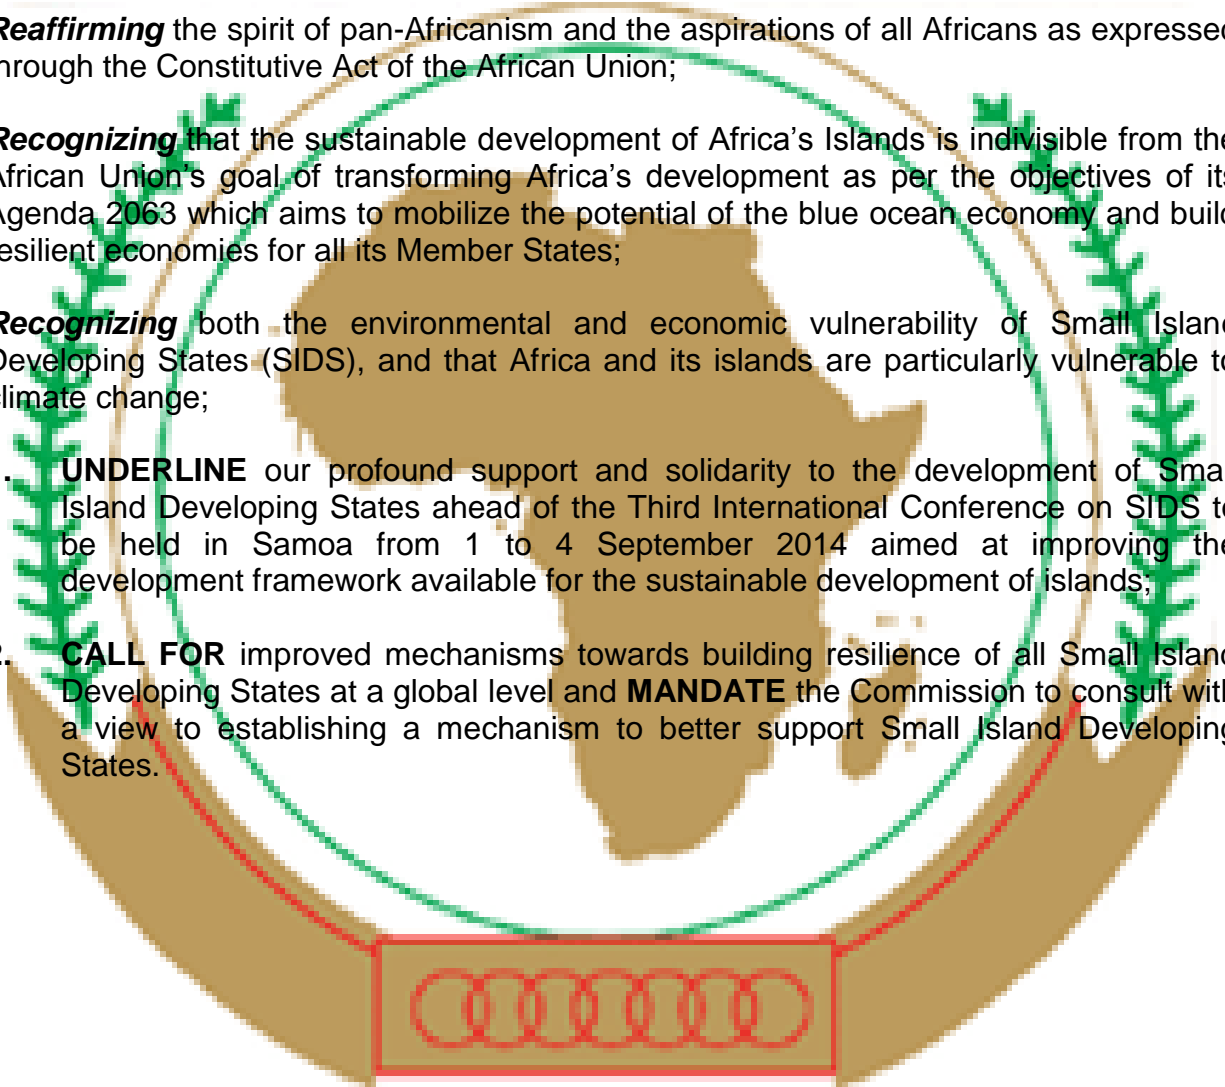 Reaffirming the spirit of pan-Africanism and the aspirations of all Africans as expressed
through the Constitutive Act of the African Union;
Recognizing that the sustainable development of Africa's Islands is indivisible from the
African Union's goal of transforming Africa's development as per the objectives of its
Agenda 2063 which aims to mobilize the potential of the blue ocean economy and build
resilient economies for all its Member States;
Recognizing both the environmental and economic vulnerability of Small Island
Developing States (SIDS), and that Africa and its islands are particularly vulnerable to
climate change;
. UNDERLINE our profound support and solidarity to the development of Small
Island Developing States ahead of the Third International Conference on SIDS to
be held in Samoa from 1 to 4 September 2014 aimed at improving the
development framework available for the sustainable development of islands;
2. CALL FOR improved mechanisms towards building resilience of all Small Island
Developing States at a global level and MANDATE the Commission to consult with
a view to establishing a mechanism to better support Small Island Developing
States.